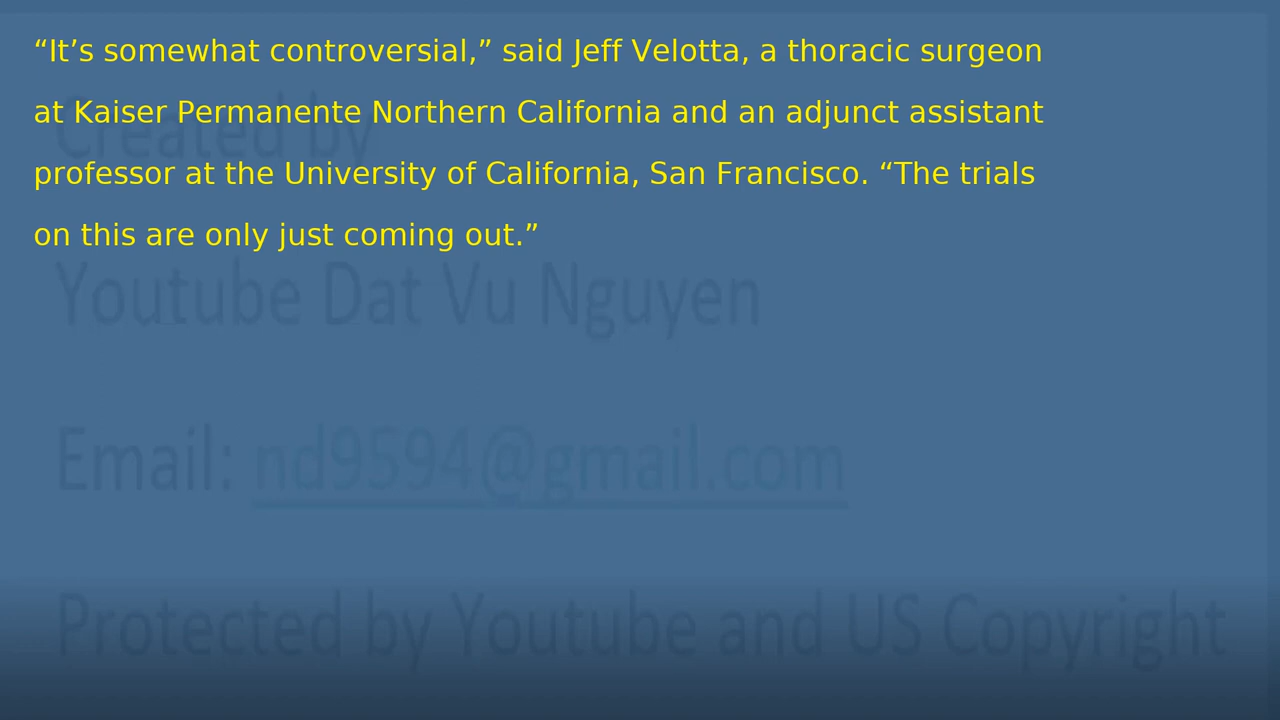 “It’s somewhat controversial,” said Jeff Velotta, a thoracic surgeon
at Kaiser Permanente Northern California and an adjunct assistant
professor at the University of California, San Francisco. “The trials
on this are only just coming out.”
Created by
Youtube Dat Vu Nguyen
Email: nd9594@gmail.com
Protected by Youtube and US Copyright